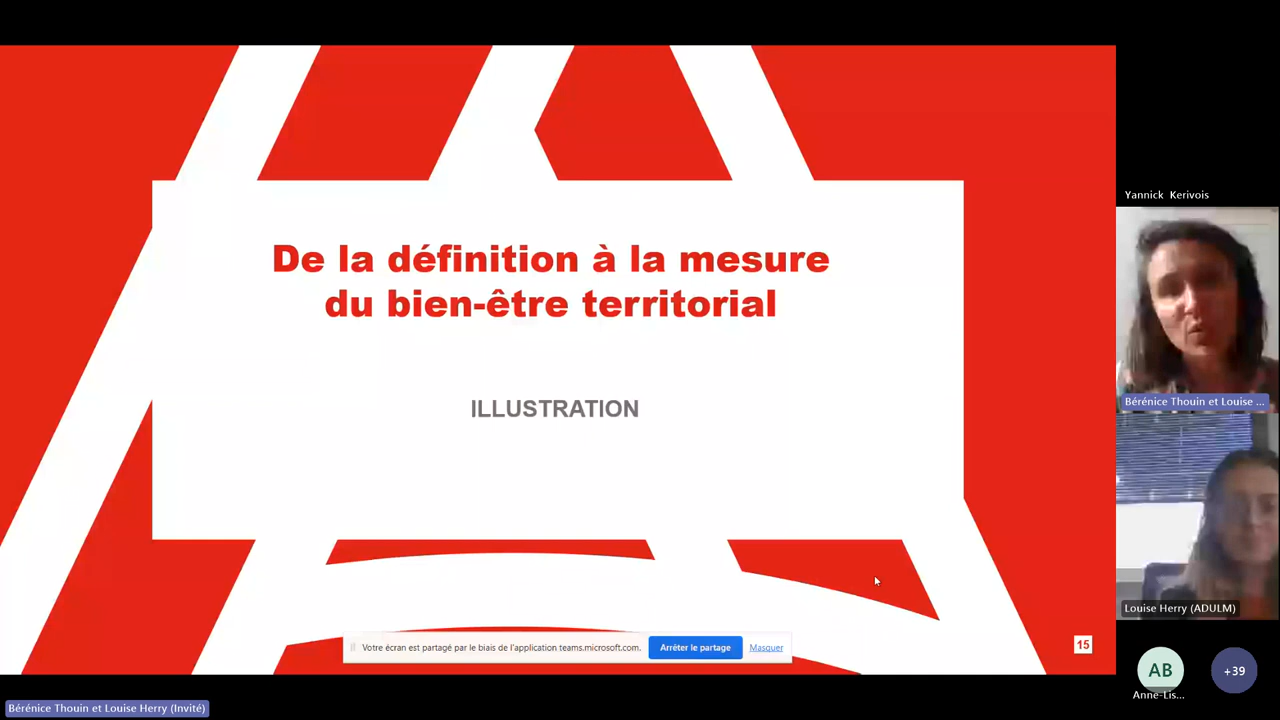 De la définition à la mesure
du bien-être territorial
ILLUSTRATION
Votre écran est partagé par le biais de l'application teams.microsoft.com.
Arrêter le partage
Masquer
15
Yannick Kerivois
Bérénice Thouin et Louise ...
Louise Herry (ADULM)
AB
Anne-Lis...
+39
Bérénice Thouin et Louise Herry (Invité)